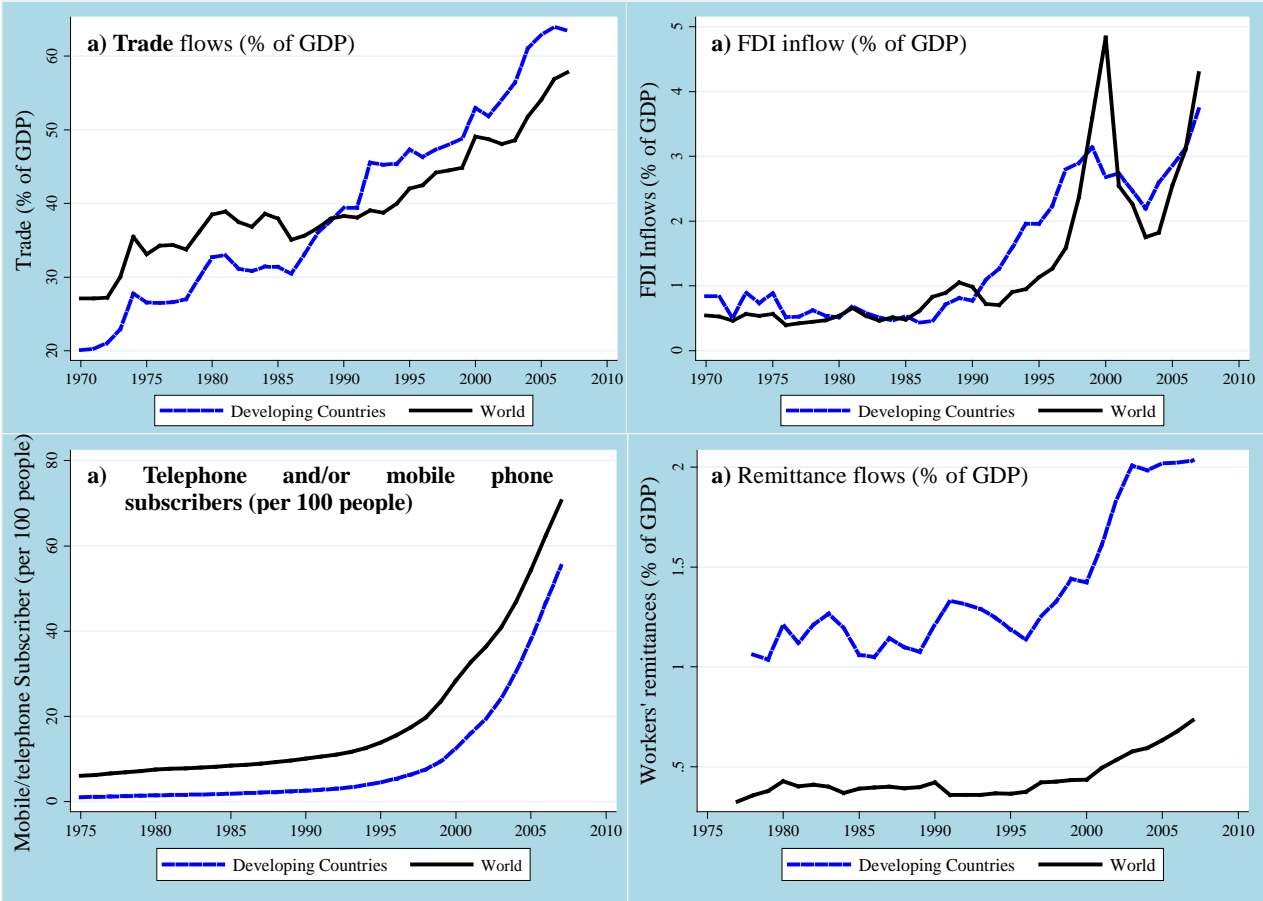 a) Trade flows (% of GDP)
Trade (% of GDP)
60
50
40
30
20
1970 1975 1980 1985 1990 1995 2000 2005 2010
Developing Countries World
a) FDI inflow (% of GDP)
FDI Inflows (% of GDP)
5
4
3
2
1
0
1970 1975 1980 1985 1990 1995 2000 2005 2010
Developing Countries World
a) Telephone and/or mobile phone
subscribers (per 100 people)
Mobile/telephone Subscriber (per 100 people)
80
60
40
20
0
1975 1980 1985 1990 1995 2000 2005 2010
Developing Countries World
a) Remittance flows (% of GDP)
Workers' remittances (% of GDP)
2
1.5
1
.5
1975 1980 1985 1990 1995 2000 2005 2010
Developing Countries World